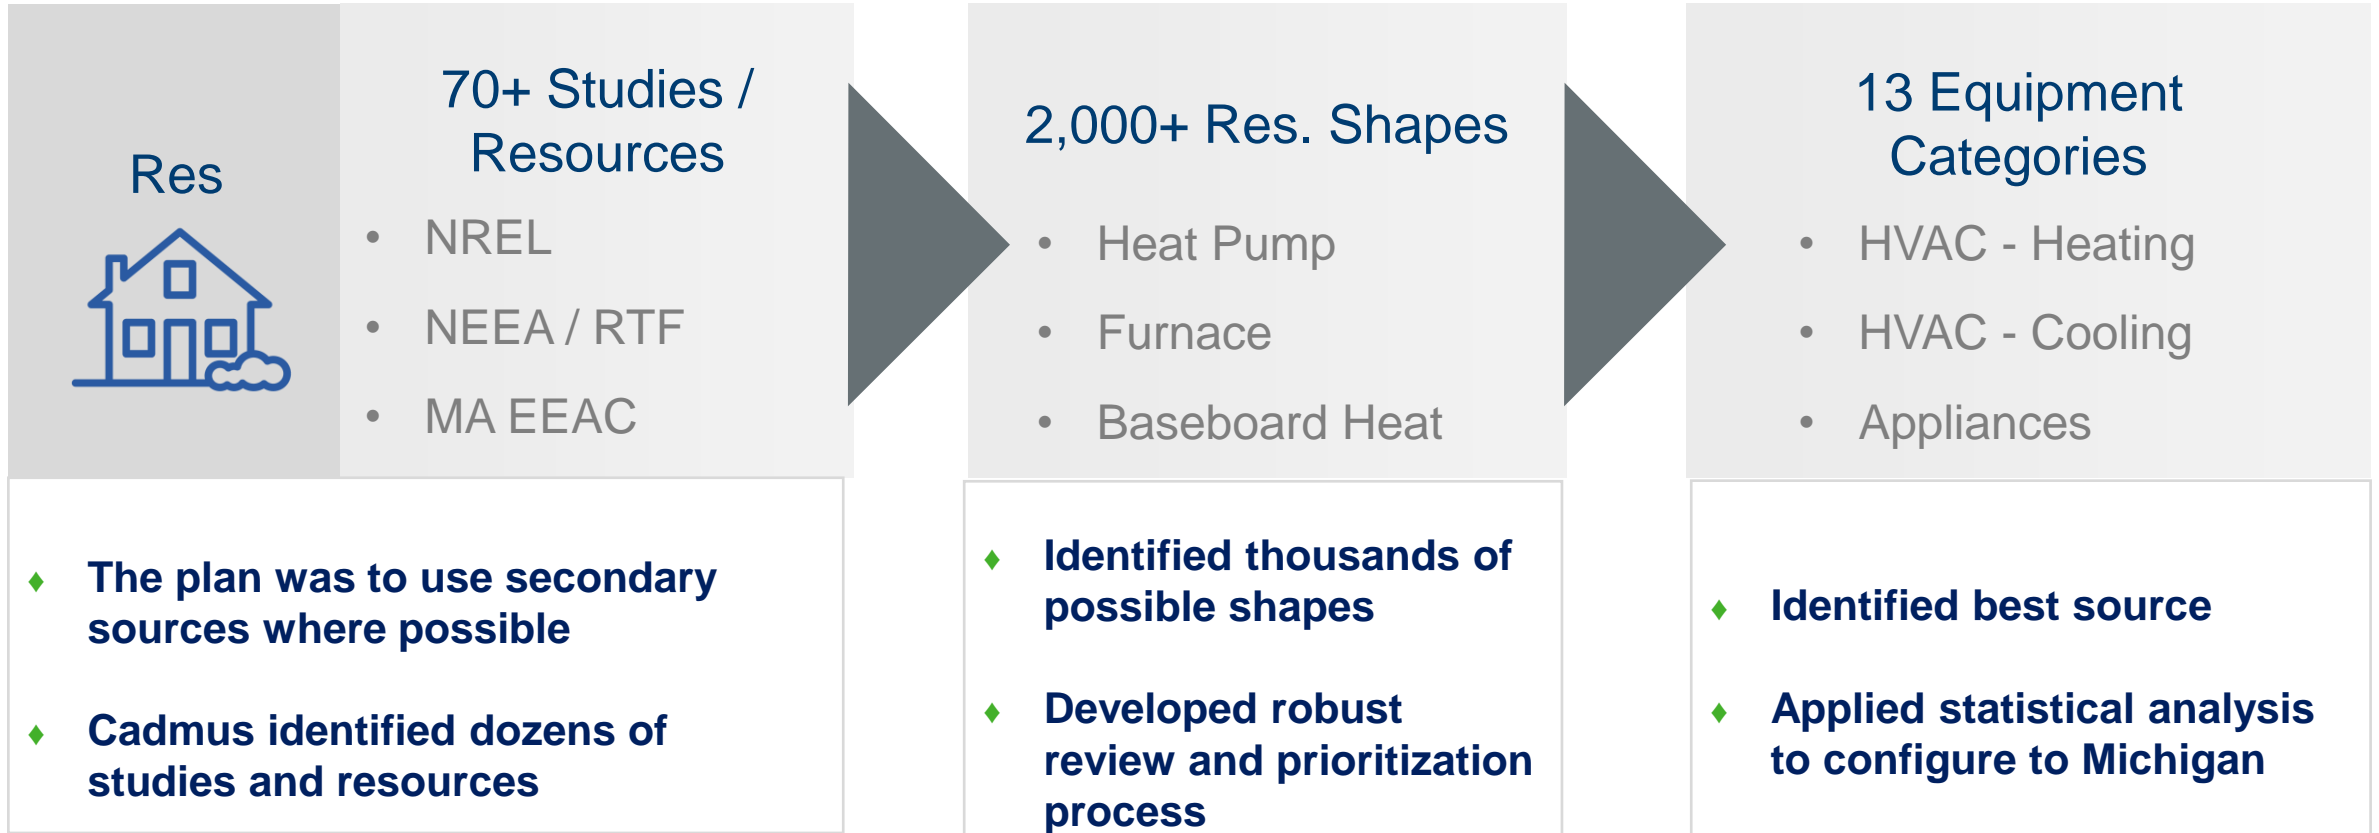 Res
70+ Studies /
Resources
• NREL
• NEEA / RTF
• MA EEAC
2,000+ Res. Shapes
• Heat Pump
• Furnace
• Baseboard Heat
13 Equipment
Categories
• HVAC - Heating
• HVAC - Cooling
• Appliances
♦ The plan was to use secondary
sources where possible
♦ Cadmus identified dozens of
studies and resources
♦ Identified thousands of
possible shapes
♦ Developed robust
review and prioritization
process
♦ Identified best source
♦ Applied statistical analysis
to configure to Michigan